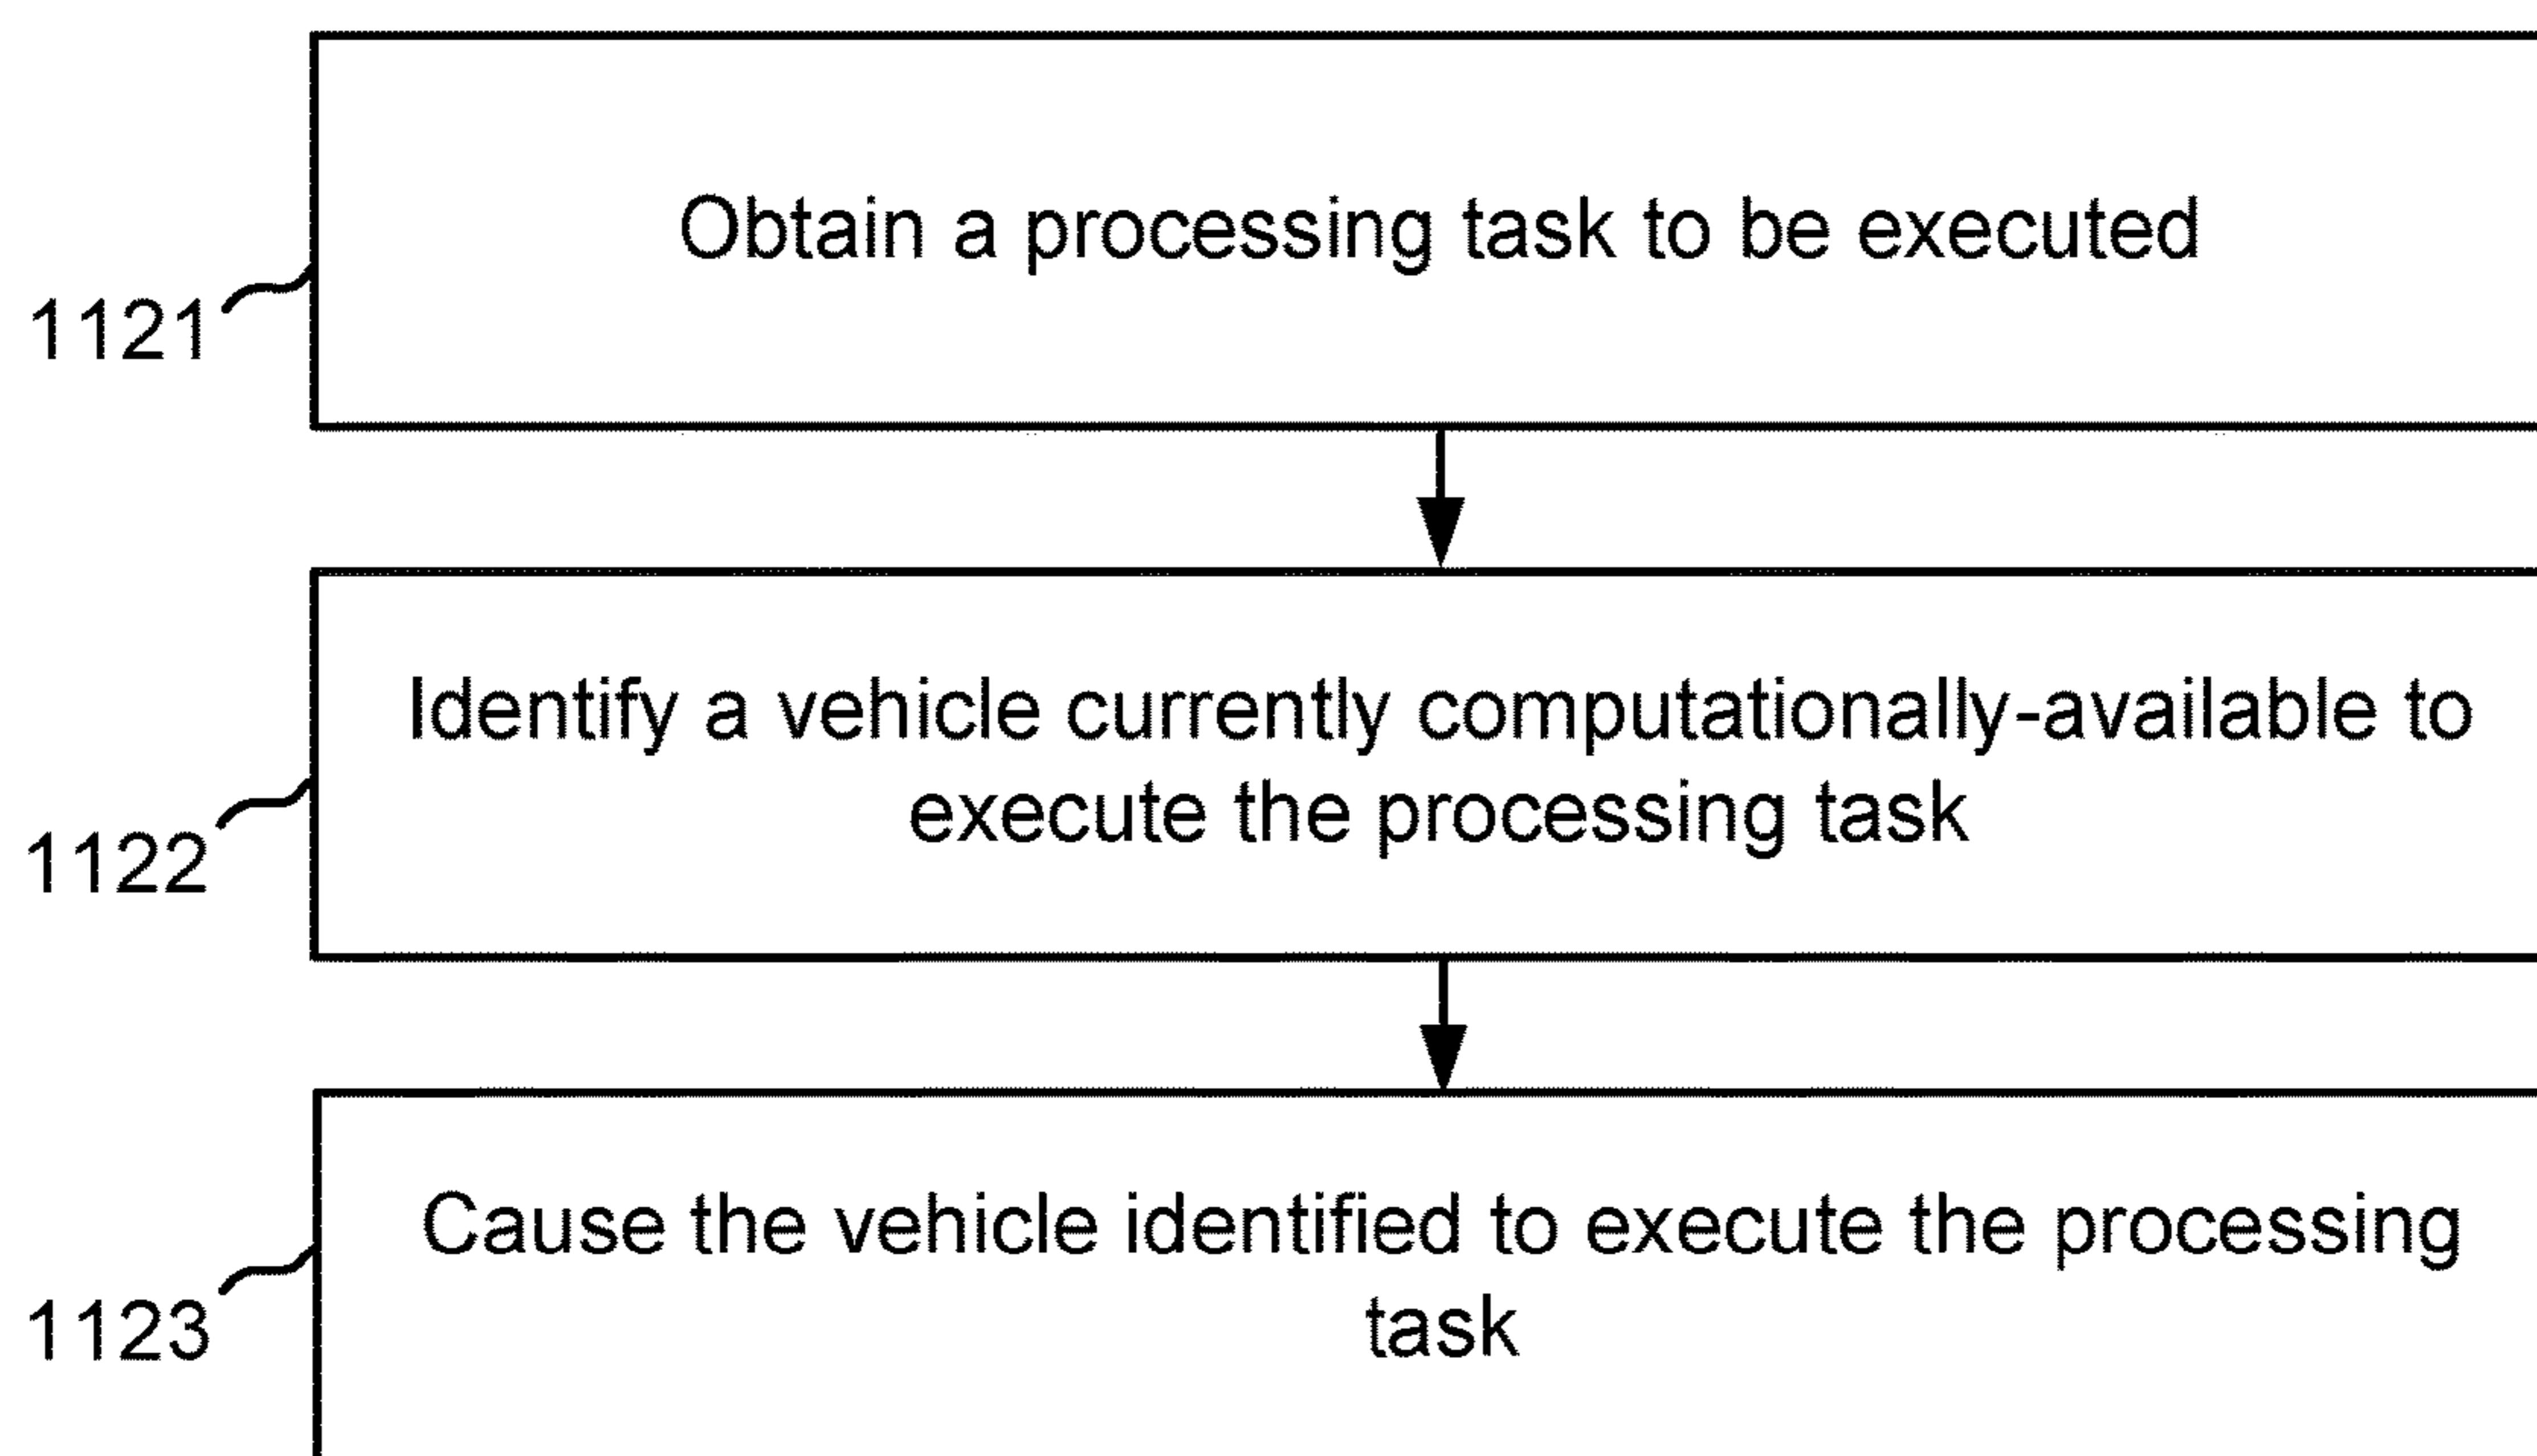 Obtain a processing task to be executed
1121
Identify a vehicle currently computationally-available to
execute the processing task
1122
Cause the vehicle identified to execute the processing
task
1123